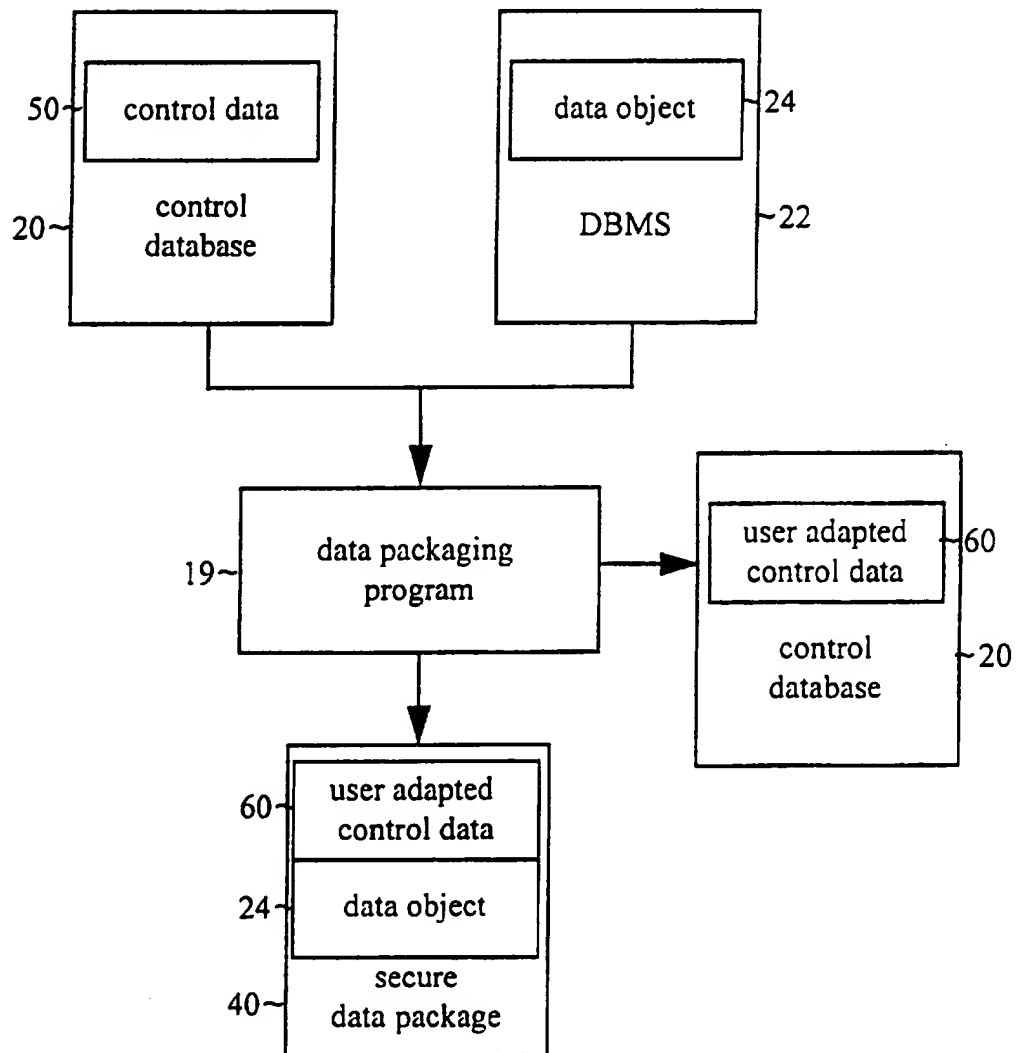 50
control data
data object
24
20
control
database
DBMS
22
19
data packaging
program
user adapted
control data
60
control
database
20
60
user adapted
control data
24
data object
40
secure
data package